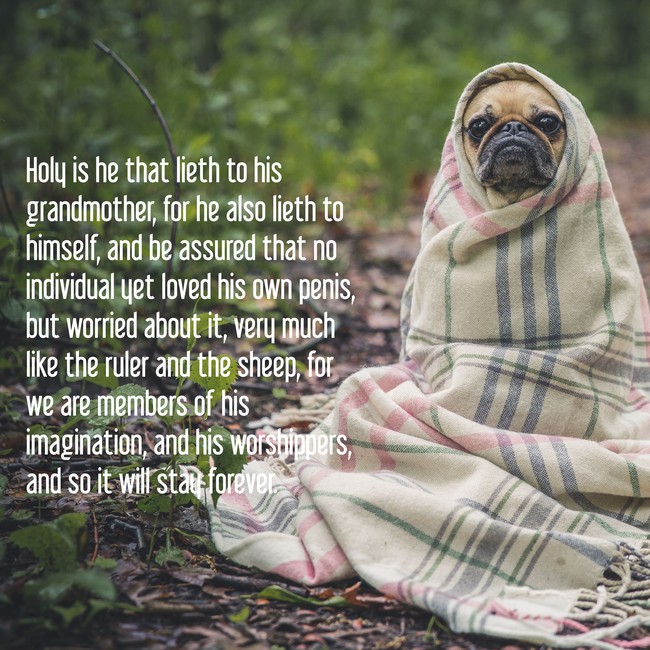 Holy is he that lieth to his
grandmother, for he also lieth to
himself, and be assured that no
individual yet loved his own penis,
but worried about it, very much
like the ruler and the sheep, for
we are members of his
imagination, and his worshippers,
and so it will stay forever.